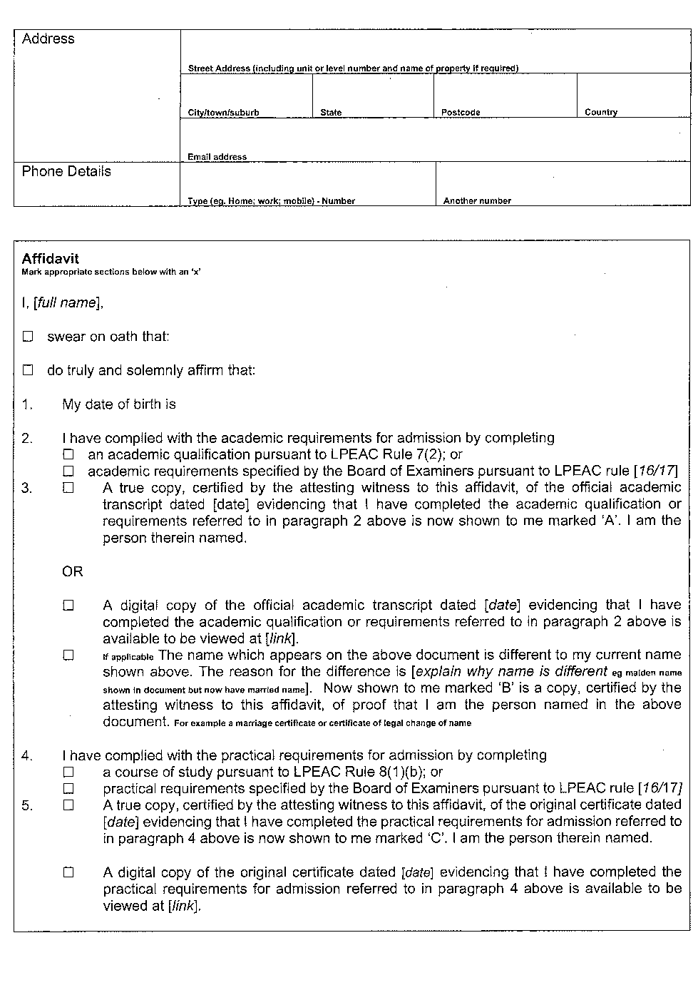 Address
Street Address (including unit or level number and name of property if required)
City/town/suburb State Postcode Country
Email address
Phone Details
Type (eg. Home; work; mobile) - Number Another number
Affidavit
Mark appropriate sections below with an 'x'
I, [full name],
☐ swear on oath that:
☐ do truly and solemnly affirm that:
1. My date of birth is
2. I have complied with the academic requirements for admission by completing
☐ an academic qualification pursuant to LPEAC Rule 7(2); or
☐ academic requirements specified by the Board of Examiners pursuant to LPEAC rule [16/17]
3. ☐ A true copy, certified by the attesting witness to this affidavit, of the official academic
transcript dated [date] evidencing that I have completed the academic qualification or
requirements referred to in paragraph 2 above is now shown to me marked 'A'. I am the
person therein named.
OR
☐ A digital copy of the official academic transcript dated [date] evidencing that I have
completed the academic qualification or requirements referred to in paragraph 2 above is
available to be viewed at [link].
☐ If applicable The name which appears on the above document is different to my current name
shown above. The reason for the difference is [explain why name is different eg maiden name
shown in document but now have married name]. Now shown to me marked 'B' is a copy, certified by the
attesting witness to this affidavit, of proof that I am the person named in the above
document. For example a marriage certificate or certificate of legal change of name
4. I have complied with the practical requirements for admission by completing
☐ a course of study pursuant to LPEAC Rule 8(1)(b); or
☐ practical requirements specified by the Board of Examiners pursuant to LPEAC rule [16/17]
5. ☐ A true copy, certified by the attesting witness to this affidavit, of the original certificate dated
[date] evidencing that I have completed the practical requirements for admission referred to
in paragraph 4 above is now shown to me marked 'C'. I am the person therein named.
☐ A digital copy of the original certificate dated [date] evidencing that I have completed the
practical requirements for admission referred to in paragraph 4 above is available to be
viewed at [link].